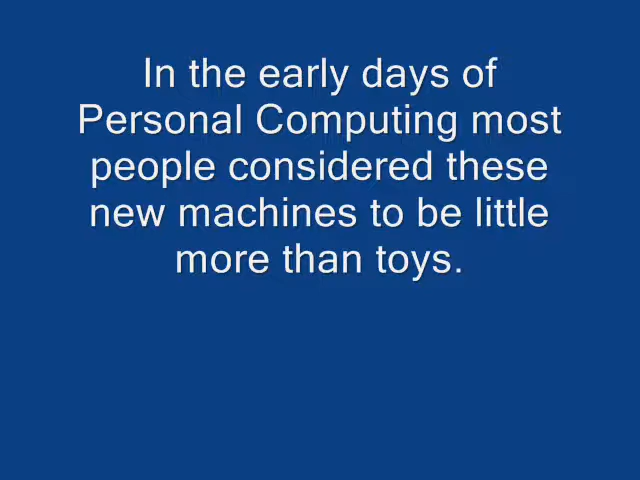 In the early days of
Personal Computing most
people considered these
new machines to be little
more than toys.